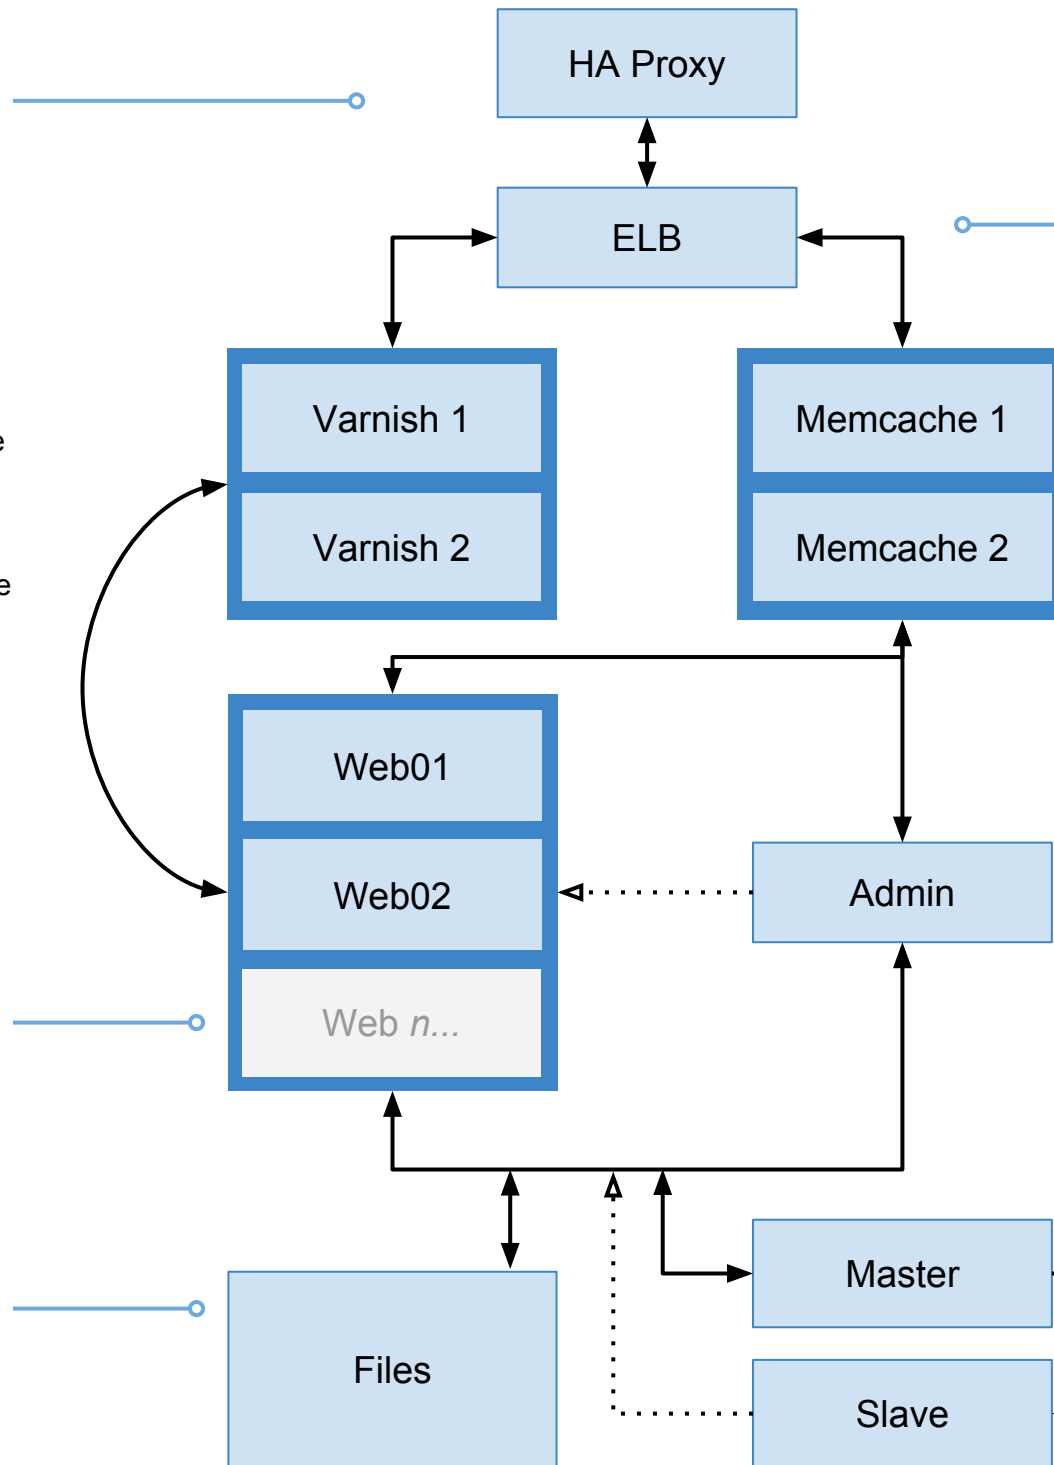 HA Proxy
ELB
Varnish 1
Memcache 1
e
Varnish 2
Memcache 2
e
Web01
Web02
Admin
Web n...
Master
Files
Slave